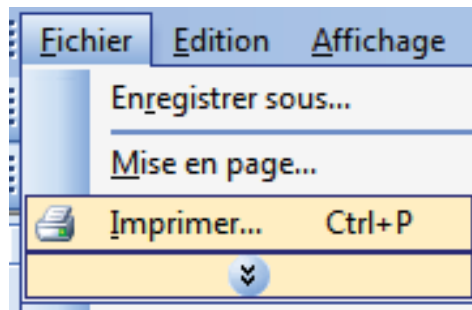 Fichier Edition Affichage
Enregistrer sous...
Mise en page...
Imprimer... Ctrl+P